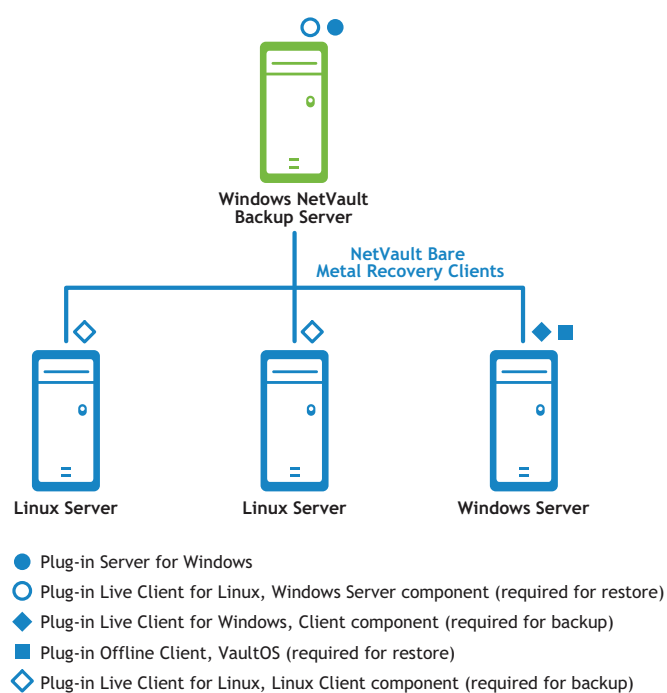 Windows NetVault
Backup Server
NetVault Bare
Metal Recovery Clients
Linux Server
Linux Server
Windows Server
Plug-in Server for Windows
Plug-in Live Client for Linux, Windows Server component (required for restore)
Plug-in Live Client for Windows, Client component (required for backup)
Plug-in Offline Client, VaultOS (required for restore)
Plug-in Live Client for Linux, Linux Client component (required for backup)